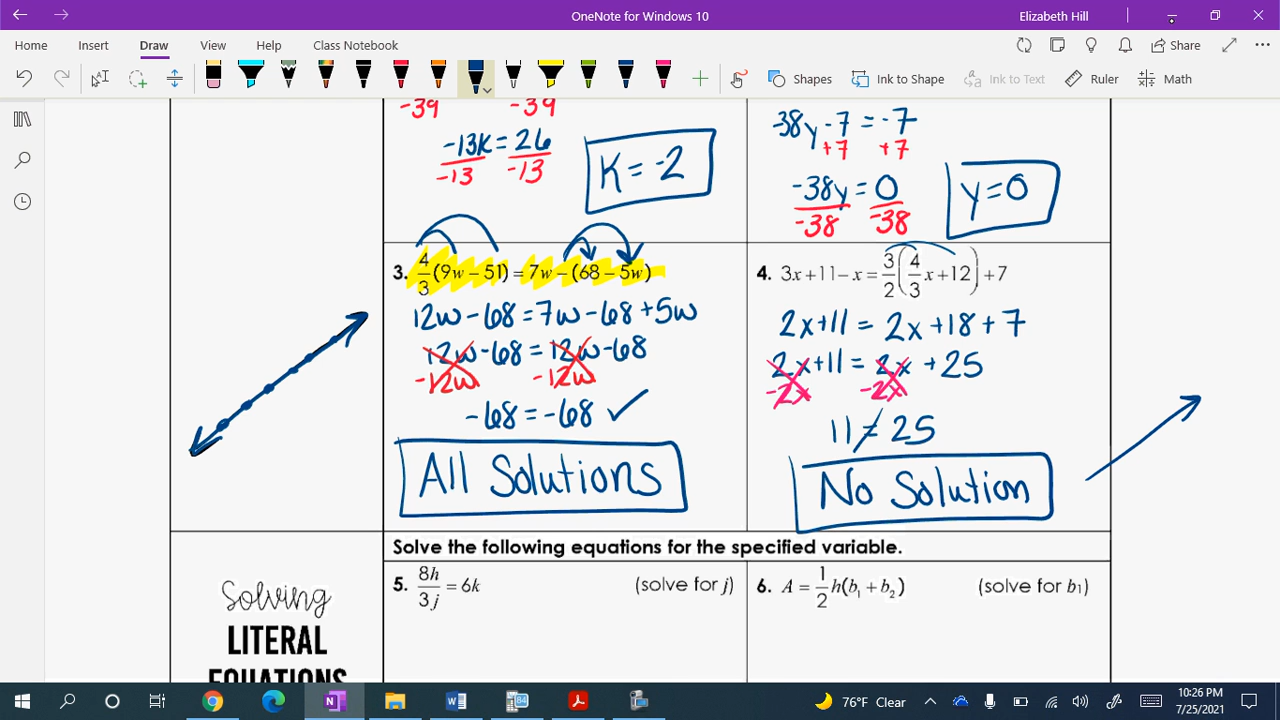 OneNote for Windows 10
Elizabeth Hill
Home Insert Draw View Help Class Notebook
Share
Shapes Ink to Shape Ink to Text Ruler Math
-39 -39
-13k = 26
-13 -13
K = -2
-38y - 7 = -7
+7 +7
-38y = 0
-38 -38
y = 0
3. 4/3(9w − 51) = 7w − (68 − 5w)
12w - 68 = 7w - 68 + 5w
12w - 68 = 12w - 68
-12w -12w
-68 = -68 ✓
All Solutions
4. 3x + 11 − x = 3/2(4/3x + 12) + 7
2x + 11 = 2x + 18 + 7
2x + 11 = 2x + 25
-2x -2x
11 ≠ 25
No Solution
Solving
LITERAL
EQUATIONS
Solve the following equations for the specified variable.
5. 8h/3j = 6k (solve for j)
6. A = 1/2h(b₁ + b₂) (solve for b₁)
76°F Clear
10:26 PM
7/25/2021